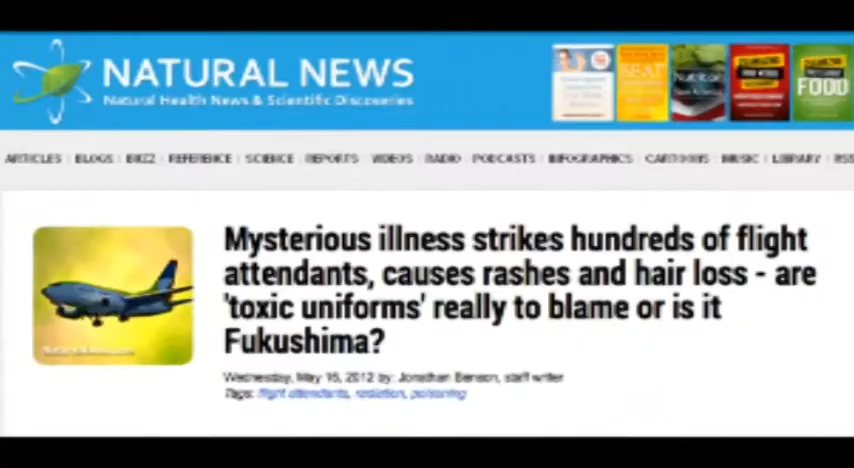 NATURAL NEWS
Natural Health News & Scientific Discoveries
FOOD
ARTICLES | BLOGS | BUZZ | REFERENCE | SCIENCE | REPORTS | VIDEOS | RADIO | PODCASTS | INFOGRAPHICS | CARTOONS | MUSIC | LIBRARY | RSS
Mysterious illness strikes hundreds of flight
attendants, causes rashes and hair loss - are
'toxic uniforms' really to blame or is it
Fukushima?
Wednesday, May 16, 2012 by: Jonathan Benson, staff writer
Tags: flight attendants, radiation, poisoning